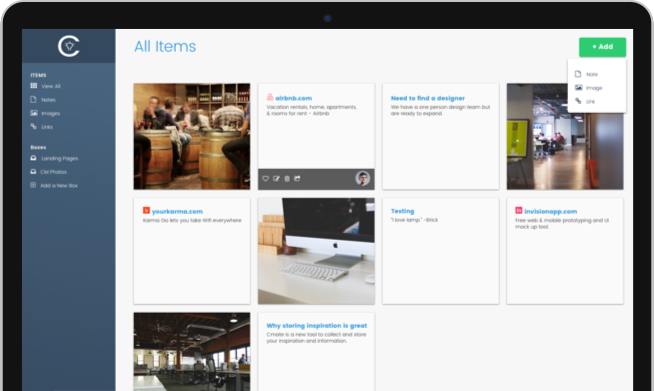 All Items
+ Add
Note
Image
Link
ITEMS
View All
Notes
Images
Links
Boxes
Landing Pages
CM Photos
Add a New Box
airbnb.com
Vacation rentals, home, apartments,
& rooms for rent - Airbnb
Need to find a designer
We have a one person design team but
are ready to expand
yourkarma.com
Karma Go lets you take Wifi everywhere
Testing
"I love lamp." -Brick
invisionapp.com
Free web & mobile prototyping and UI
mock up tool
Why storing inspiration is great
Cmate is a new tool to collect and store
your inspiration and information.